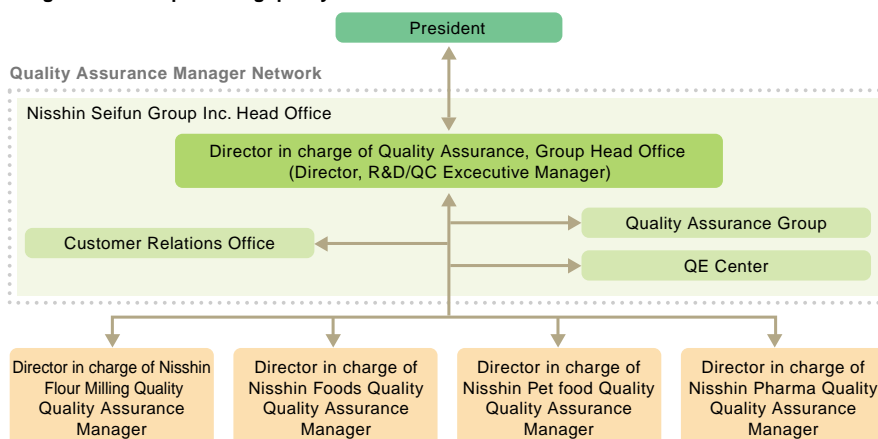 President
Quality Assurance Manager Network
Nisshin Seifun Group Inc. Head Office
Director in charge of Quality Assurance, Group Head Office
(Director, R&D/QC Excecutive Manager)
Quality Assurance Group
Customer Relations Office
QE Center
Director in charge of Nisshin
Flour Milling Quality
Quality Assurance
Manager
Director in charge of
Nisshin Foods Quality
Quality Assurance
Manager
Director in charge of
Nisshin Pet food Quality
Quality Assurance
Manager
Director in charge of
Nisshin Pharma Quality
Quality Assurance
Manager